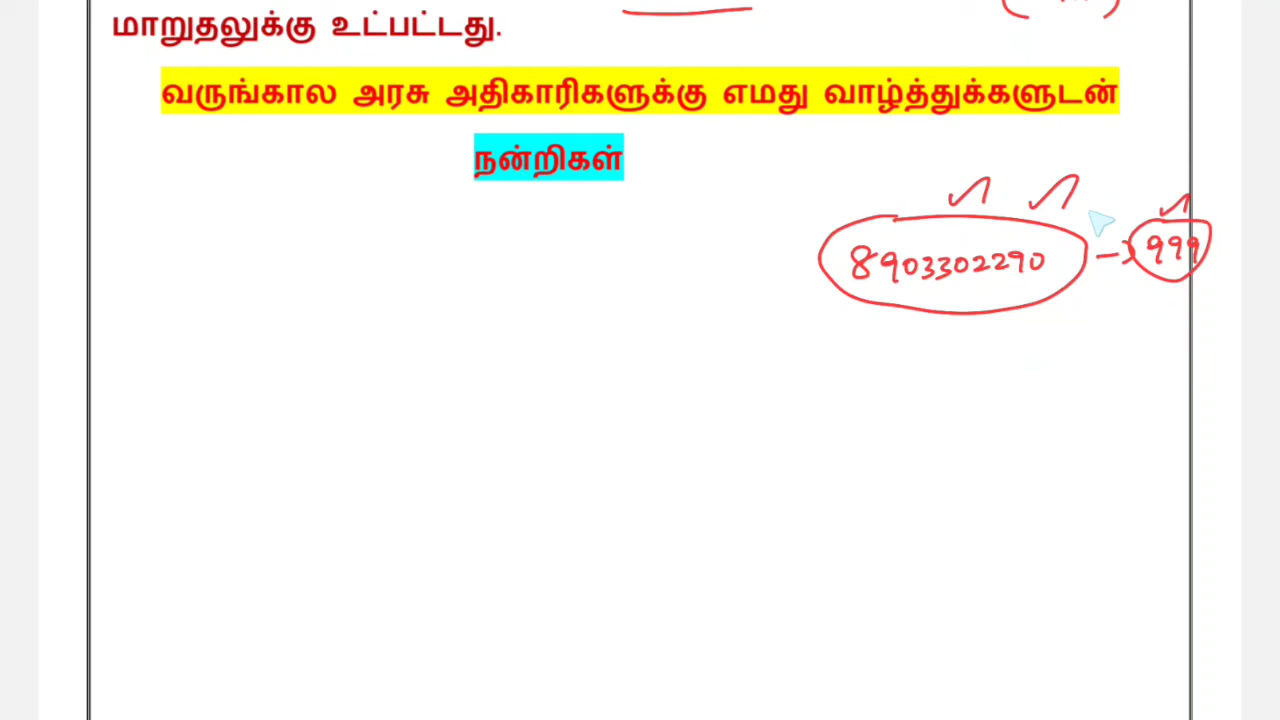 மாறுதலுக்கு உட்பட்டது.
வருங்கால அரசு அதிகாரிகளுக்கு எமது வாழ்த்துக்களுடன்
நன்றிகள்
8903302290 → 999